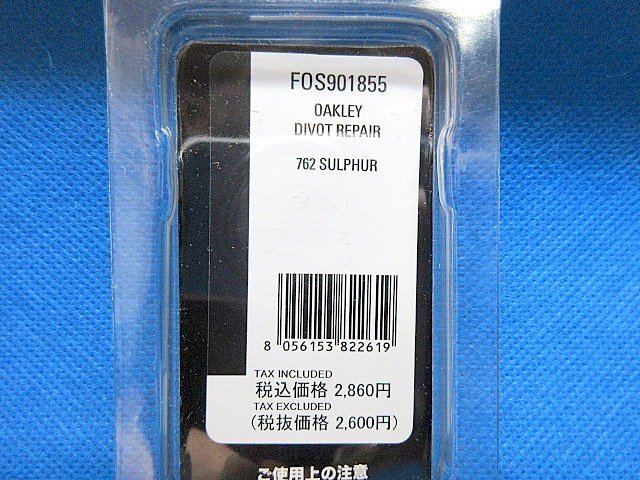 FOS901855
OAKLEY
DIVOT REPAIR
762 SULPHUR
8 056153 822619
TAX INCLUDED
税込価格 2,860円
TAX EXCLUDED
(税抜価格 2,600円)
ご使用上の注意